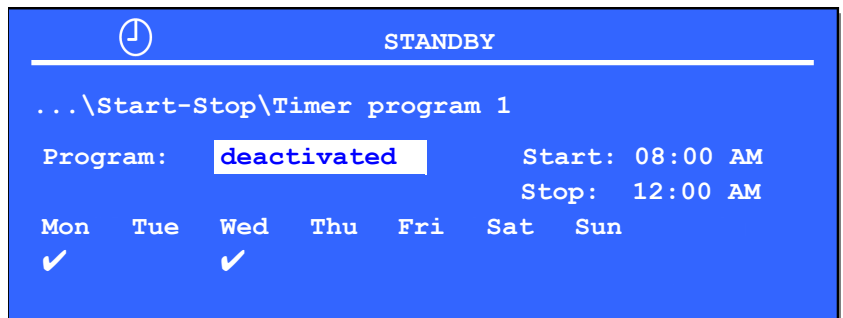 STANDBY
...\Start-Stop\Timer program 1
Program: deactivated Start: 08:00 AM
Stop: 12:00 AM
Mon Tue Wed Thu Fri Sat Sun
✔ ✔